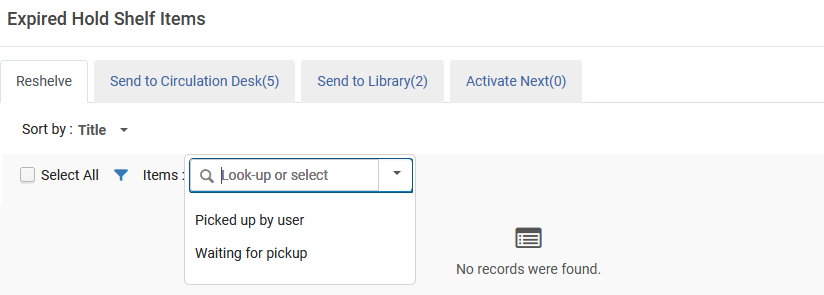 Expired Hold Shelf Items
Reshelve Send to Circulation Desk(5) Send to Library(2) Activate Next(0)
Sort by : Title
Select All Items : Look-up or select
Picked up by user
Waiting for pickup
No records were found.